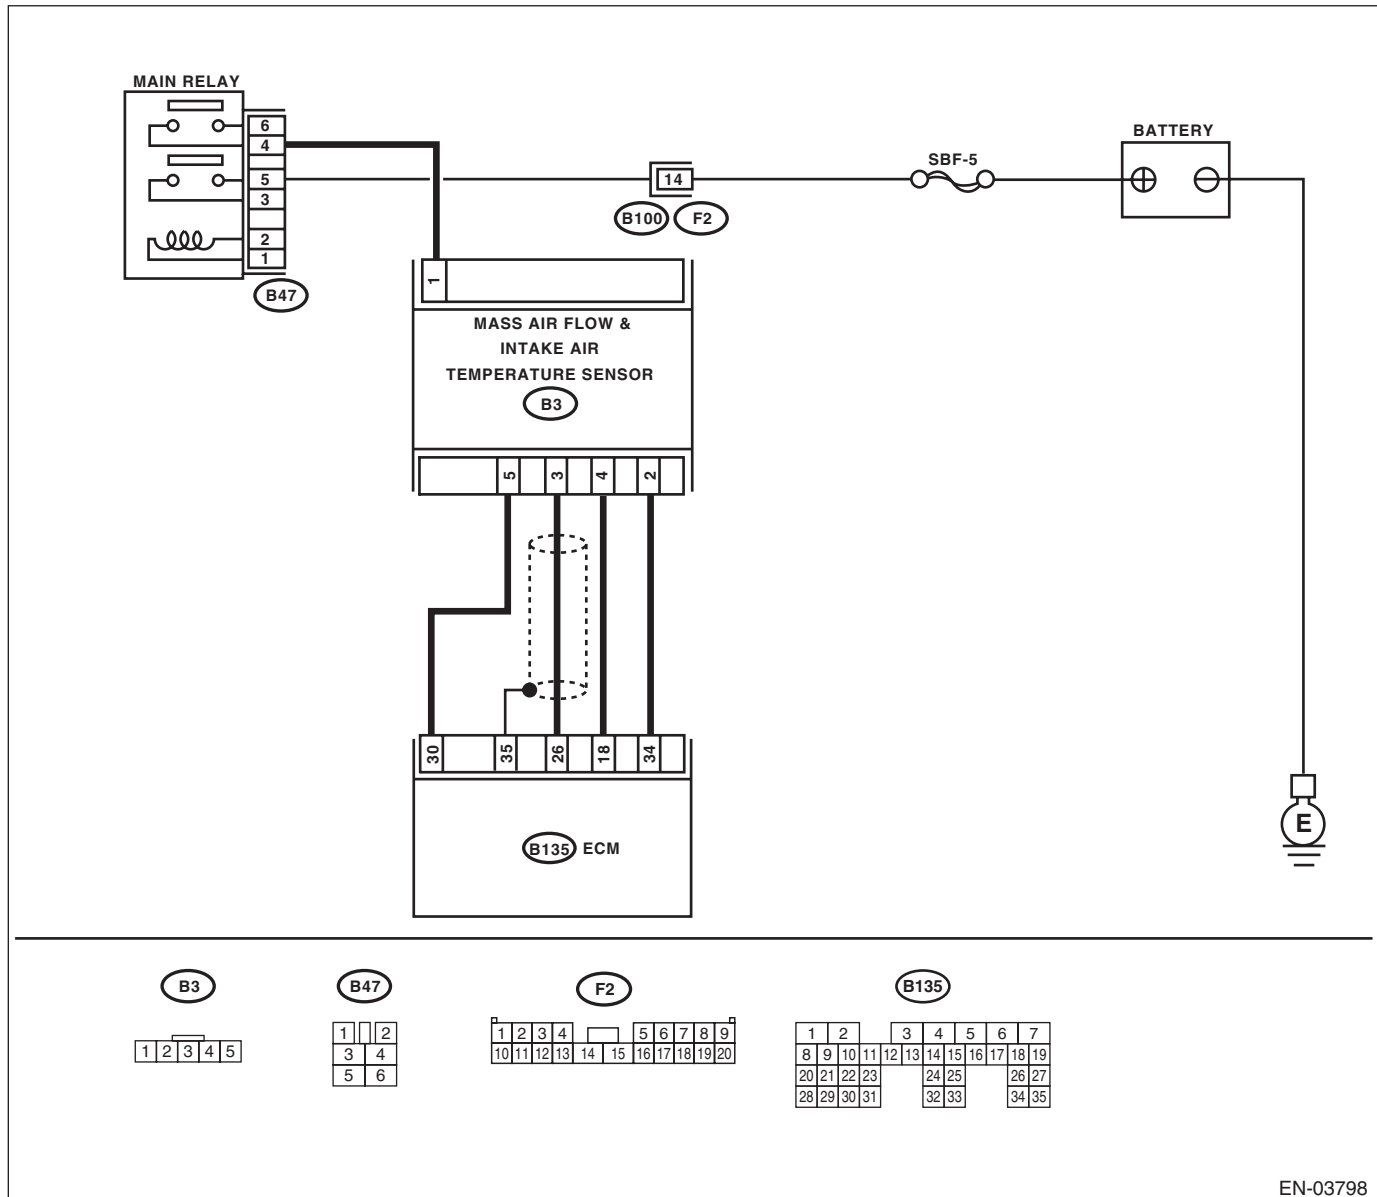 MAIN RELAY
6
4
5
3
2
1
B47
BATTERY
SBF-5
14
B100 F2
1
MASS AIR FLOW &
INTAKE AIR
TEMPERATURE SENSOR
B3
5 3 4 2
30 35 26 18 34
B135 ECM
E
B3
1 2 3 4 5
B47
1 2
3 4
5 6
F2
1 2 3 4 5 6 7 8 9
10 11 12 13 14 15 16 17 18 19 20
B135
1 2 3 4 5 6 7
8 9 10 11 12 13 14 15 16 17 18 19
20 21 22 23 24 25 26 27
28 29 30 31 32 33 34 35
EN-03798